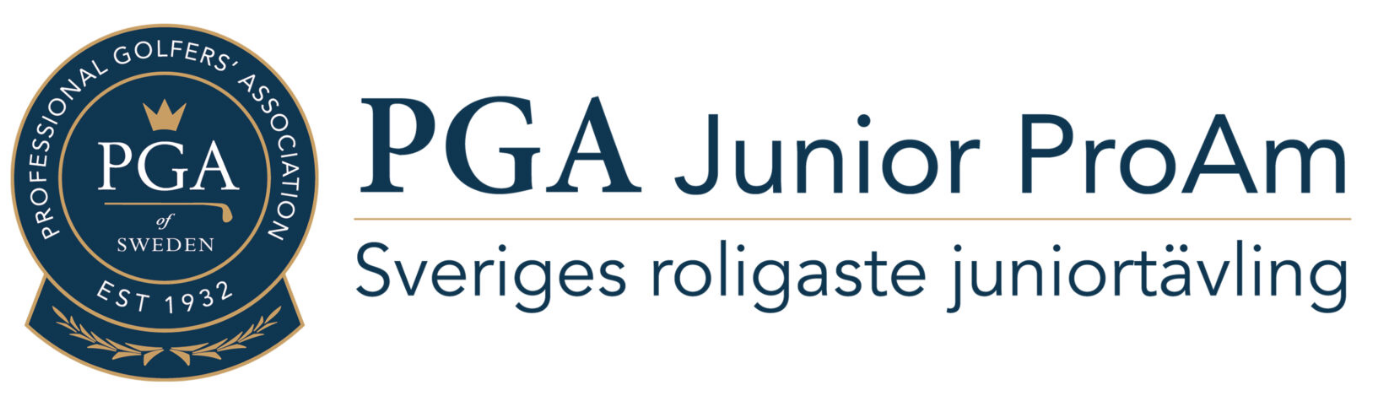 PROFESSIONAL GOLFERS' ASSOCIATION
PGA
of
SWEDEN
EST 1932
PGA Junior ProAm
Sveriges roligaste juniortävling